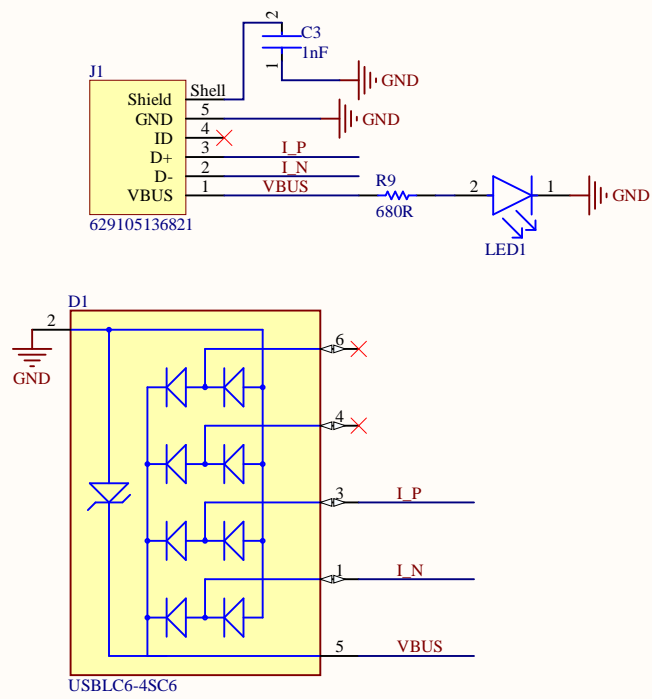 2
C3
1nF
1
GND
J1
Shield
Shell
GND
5
GND
ID
4
D+
3
I_P
D-
2
I_N
VBUS
1
VBUS
R9
680R
2
1
GND
LED1
629105136821
D1
2
GND
6
4
3
I_P
1
I_N
5
VBUS
USBLC6-4SC6